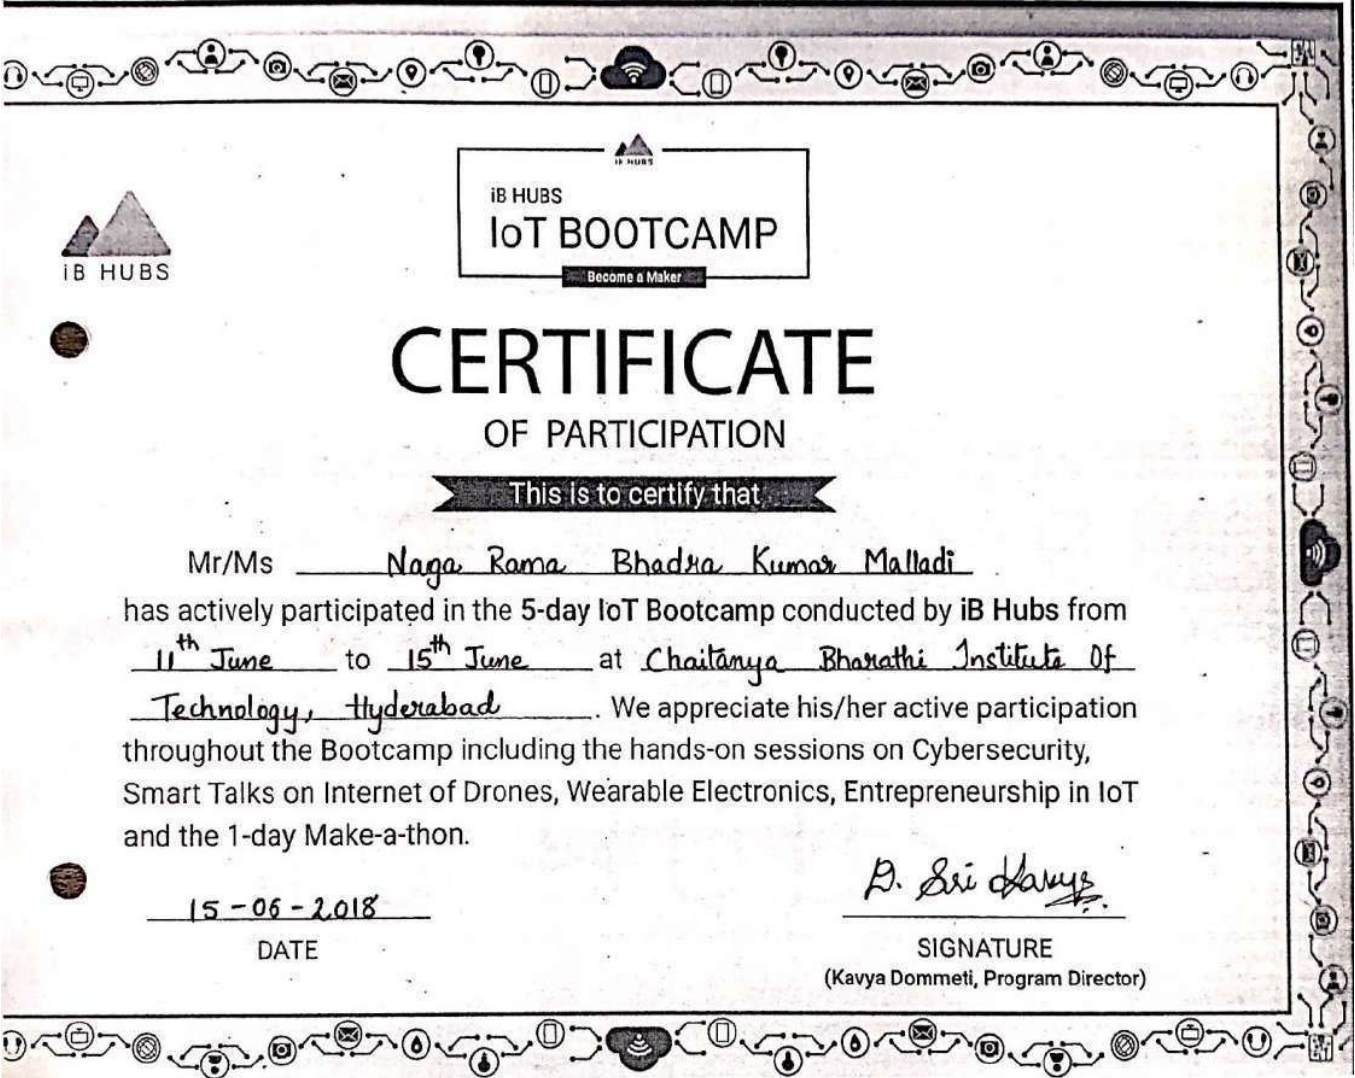 iB HUBS
iB HUBS
IoT BOOTCAMP
Become a Maker
iB HUBS
CERTIFICATE
OF PARTICIPATION
This is to certify that
Mr/Ms Naga Rama Bhadra Kumar Malladi
has actively participated in the 5-day IoT Bootcamp conducted by iB Hubs from
11th June to 15th June at Chaitanya Bharathi Institute Of
Technology, Hyderabad. We appreciate his/her active participation
throughout the Bootcamp including the hands-on sessions on Cybersecurity,
Smart Talks on Internet of Drones, Wearable Electronics, Entrepreneurship in IoT
and the 1-day Make-a-thon.
D. Sri Kavya
15-06-2018
DATE
SIGNATURE
(Kavya Dommeti, Program Director)